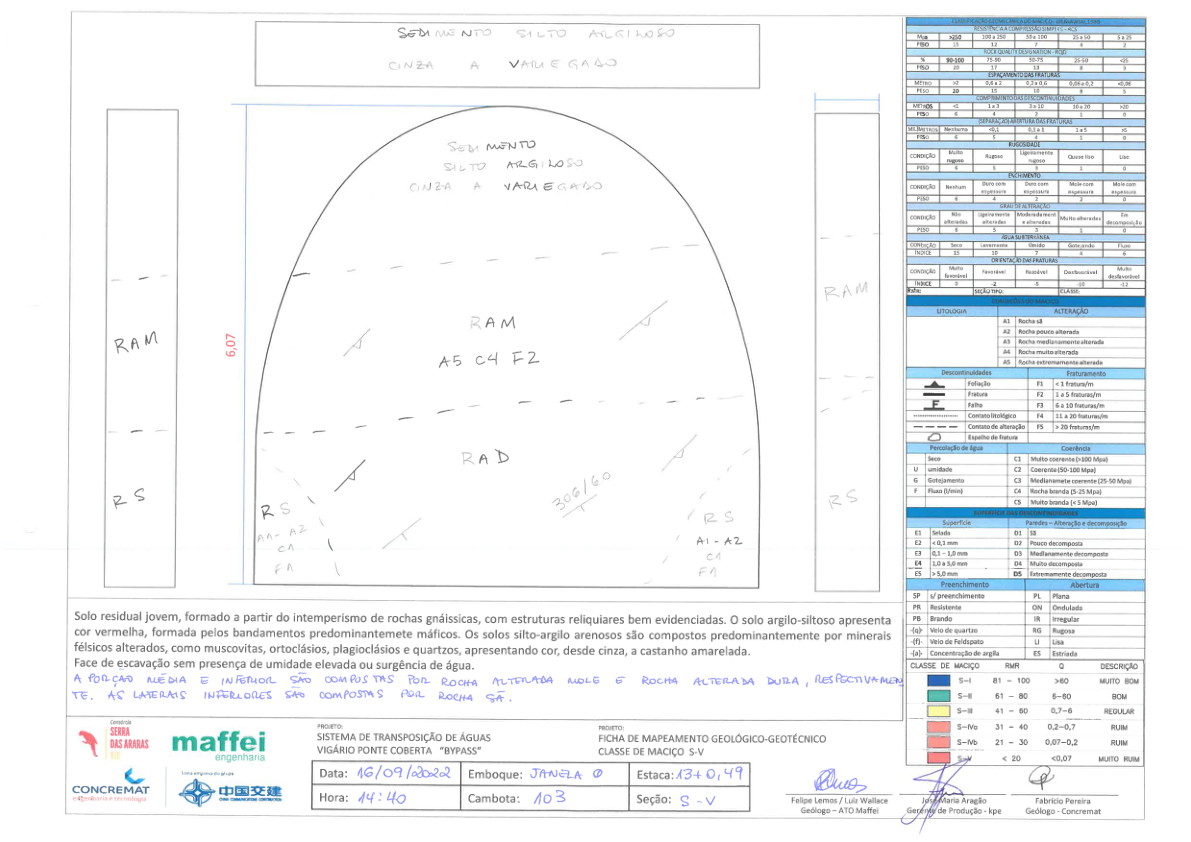 SEDIMENTO SILTO ARGILOSO
CINZA A VARIEGADO
SEDIMENTO
SILTO ARGILOSO
CINZA A VARIEGADO
RAM
RAM
RAM
A5 C4 F2
6,07
RAD
306/60
RS
RS
RS
RS
A1-A2
C1
F1
C1
F1
Solo residual jovem, formado a partir do intemperismo de rochas gnáissicas, com estruturas reliquiares bem evidenciadas. O solo argilo-siltoso apresenta
cor vermelha, formada pelos bandamentos predominantemete máficos. Os solos silto-argilo arenosos são compostos predominantemente por minerais
félsicos alterados, como muscovitas, ortoclásios, plagioclásios e quartzos, apresentando cor, desde cinza, a castanho amarelada.
Face de escavação sem presença de umidade elevada ou surgência de água.
A PORÇÃO MÉDIA E INFERIOR SÃO COMPOSTAS POR ROCHA ALTERADA MOLE E ROCHA ALTERADA DURA, RESPECTIVAMEN
TE. AS LATERAIS INFERIORES SÃO COMPOSTAS POR ROCHA SÃ.
Consórcio
SERRA
DAS ARARAS
maffei
engenharia
CONCREMAT
engenharia e tecnologia
中国交建
PROJETO:
SISTEMA DE TRANSPOSIÇÃO DE ÁGUAS
VIGÁRIO PONTE COBERTA "BYPASS"
PROJETO:
FICHA DE MAPEAMENTO GEOLÓGICO-GEOTÉCNICO
CLASSE DE MACIÇO S-V
Data: 16/09/2022 Emboque: JANELA 0 Estaca: 13+0,49
Hora: 14:40 Cambota: 103 Seção: S-V
RESISTÊNCIA A COMPRESSÃO SIMPLES - RCS
Mpa >250 100 a 250 50 a 100 25 a 50 5 a 25
ROCK QUALITY DESIGNATION - RQD
% 90-100 75-90 50-75 25-50 <25
PESO 20 17 13 8 3
ESPAÇAMENTO DAS FRATURAS
METRO >2 0,6 a 2 0,2 a 0,6 0,06 a 0,2 <0,06
PESO 20 15 10 8 5
COMPRIMENTO DAS DESCONTINUIDADES
METROS <1 1 a 3 3 a 10 10 a 20 >20
PESO 6 4 2 1 0
(SEPARAÇÃO) ABERTURA DAS FRATURAS
MILÍMETROS Nenhuma <0,1 0,1 a 1 1 a 5 >5
PESO 6 5 4 1 0
RUGOSIDADE
CONDIÇÃO Muito rugoso Rugoso Ligeiramente rugoso Quase liso Liso
PESO 6 5 3 1 0
ENCHIMENTO
CONDIÇÃO Nenhum Duro com espessura Duro com espessura Mole com espessura Mole com espessura
PESO 6 4 2 2 0
GRAU DE ALTERAÇÃO
CONDIÇÃO Não alteradas Ligeiramente alteradas Moderadamente alteradas Muito alteradas Em decomposição
PESO 6 5 3 1 0
ÁGUA SUBTERRÂNEA
CONDIÇÃO Seco Levemente Úmido Gotejando Fluxo
ORIENTAÇÃO DAS FRATURAS
CONDIÇÃO Muito favorável Favorável Razoável Desfavorável Muito desfavorável
ÍNDICE 0 -2 -5 -10 -12
SEÇÃO TIPO: CLASSE:
CONDIÇÕES DO MACIÇO
LITOLOGIA ALTERAÇÃO
A1 Rocha sã
A2 Rocha pouco alterada
A3 Rocha medianamente alterada
A4 Rocha muito alterada
A5 Rocha extremamente alterada
Descontinuidades Fraturamento
Foliação F1 < 1 fratura/m
Fratura F2 1 a 5 fraturas/m
F Falha F3 6 a 10 fraturas/m
Contato litológico F4 11 a 20 fraturas/m
Contato de alteração F5 > 20 fraturas/m
Espelho de fratura
Percolação de água Coerência
Seco C1 Muito coerente (>100 Mpa)
U umidade C2 Coerente (50-100 Mpa)
G Gotejamento C3 Medianamete coerente (25-50 Mpa)
F Fluxo (l/min) C4 Rocha branda (5-25 Mpa)
C5 Muito branda (< 5 Mpa)
SUPERFÍCIE DAS DESCONTINUIDADES
Superfície Paredes – Alteração e decomposição
E1 Selada D1 Sã
E2 < 0,1 mm D2 Pouco decomposta
E3 0,1 – 1,0 mm D3 Medianamente decomposta
E4 1,0 a 5,0 mm D4 Muito decomposta
E5 > 5,0 mm D5 Extremamente decomposta
Preenchimento Abertura
SP s/ preenchimento PL Plana
PR Resistente ON Ondulada
PB Brando IR Irregular
-(q)- Veio de quartzo RG Rugosa
-(f)- Veio de Feldspato LI Lisa
-(a)- Concentração de argila ES Estriada
CLASSE DE MACIÇO RMR Q DESCRIÇÃO
S-I 81 – 100 >60 MUITO BOM
S-II 61 – 80 6-60 BOM
S-III 41 – 60 0,7-6 REGULAR
S-IVa 31 – 40 0,2-0,7 RUIM
S-IVb 21 – 30 0,07-0,2 RUIM
S-V < 20 <0,07 MUITO RUIM
Felipe Lemos / Luiz Wallace
Geólogo – ATO Maffei
José Maria Aragão
Gerente de Produção - kpe
Fabrício Pereira
Geólogo - Concremat